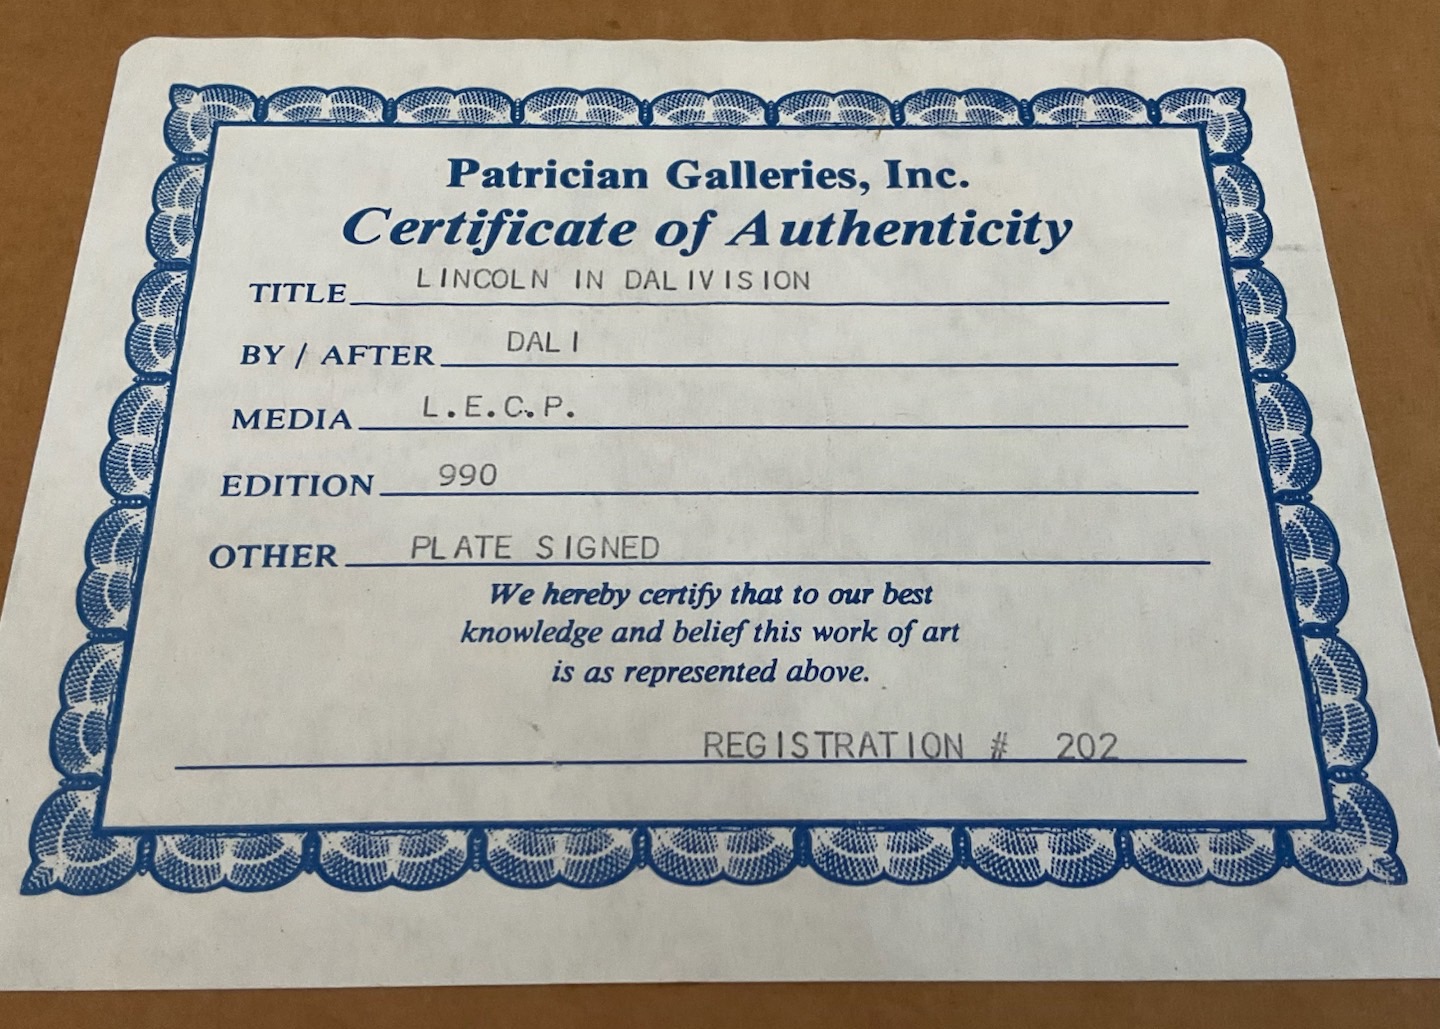 Patrician Galleries, Inc.
Certificate of Authenticity
TITLE LINCOLN IN DALIVISION
BY / AFTER DALI
MEDIA L.E.C.P.
EDITION 990
OTHER PLATE SIGNED
We hereby certify that to our best
knowledge and belief this work of art
is as represented above.
REGISTRATION # 202